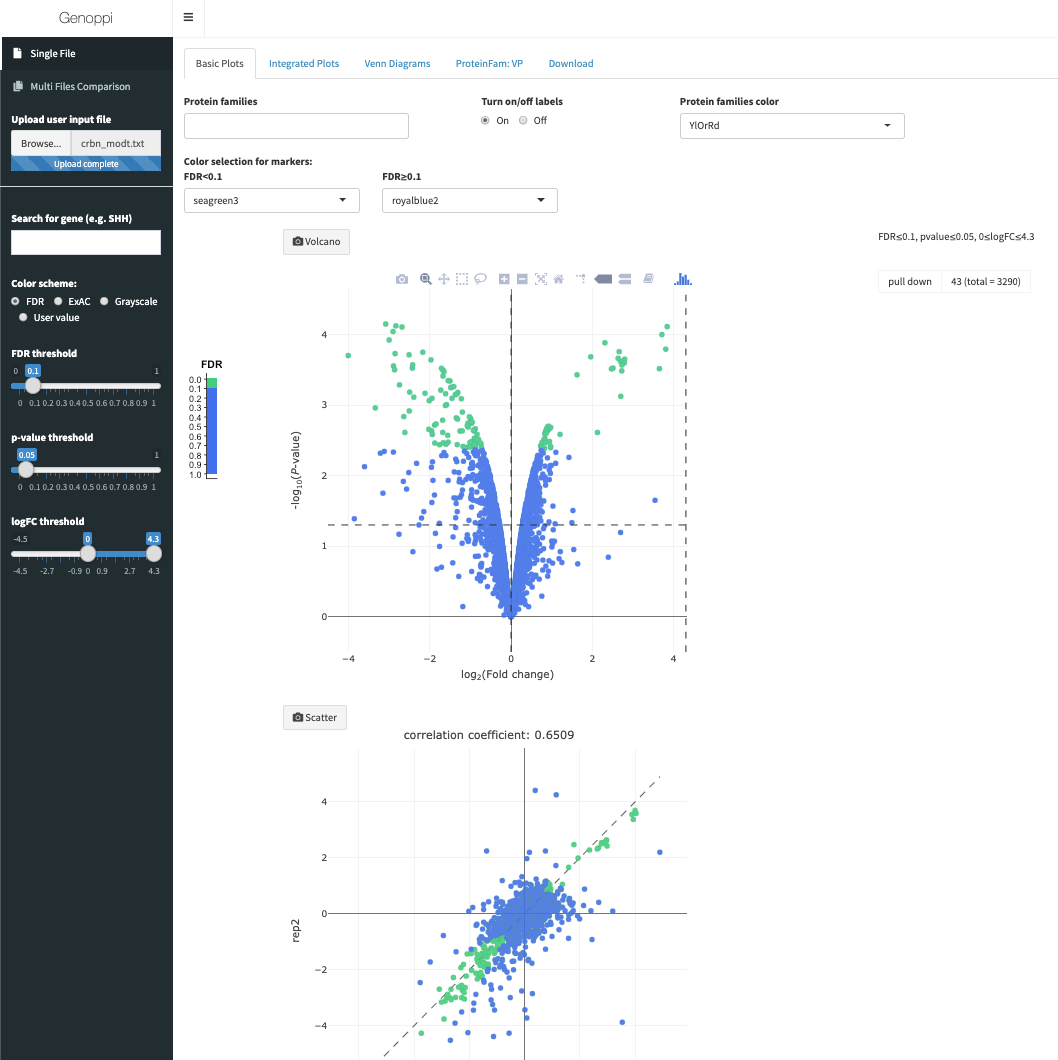 Genoppi
Single File
Multi Files Comparison
Upload user input file
Browse... crbn_modt.txt
Upload complete
Search for gene (e.g. SHH)
Color scheme:
FDR ExAC Grayscale
User value
FDR threshold
0 0.1 1
0 0.1 0.2 0.3 0.4 0.5 0.6 0.7 0.8 0.9 1
p-value threshold
0.05 1
0 0.1 0.2 0.3 0.4 0.5 0.6 0.7 0.8 0.9 1
logFC threshold
-4.5 0 4.3
-4.5 -2.7 -0.9 0 0.9 2.7 4.3
Basic Plots Integrated Plots Venn Diagrams ProteinFam: VP Download
Protein families
Turn on/off labels
On Off
Protein families color
YlOrRd
Color selection for markers:
FDR<0.1 FDR≥0.1
seagreen3 royalblue2
Volcano
FDR≤0.1, pvalue≤0.05, 0≤logFC≤4.3
pull down 43 (total = 3290)
FDR
0.0
0.1
0.2
0.3
0.4
0.5
0.6
0.7
0.8
0.9
1.0
-log10(P-value)
4
3
2
1
0
−4 −2 0 2 4
log2(Fold change)
Scatter
correlation coefficient: 0.6509
rep2
4
2
0
−2
−4